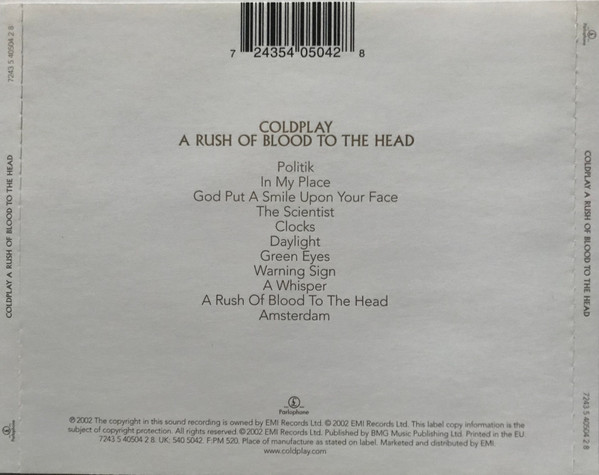 7 24354 05042 8
7243 5 40504 2 8
COLDPLAY A RUSH OF BLOOD TO THE HEAD
Parlophone
COLDPLAY
A RUSH OF BLOOD TO THE HEAD
Politik
In My Place
God Put A Smile Upon Your Face
The Scientist
Clocks
Daylight
Green Eyes
Warning Sign
A Whisper
A Rush Of Blood To The Head
Amsterdam
Parlophone
℗ 2002 The copyright in this sound recording is owned by EMI Records Ltd. © 2002 EMI Records Ltd. This label copy information is the
subject of copyright protection. All rights reserved. © 2002 EMI Records Ltd. Published by BMG Music Publishing Ltd. Printed in the EU
7243 5 40504 2 8. UK: 540 5042. F:PM 520. Place of manufacture as stated on label. Marketed and distributed by EMI
www.coldplay.com
Parlophone
COLDPLAY A RUSH OF BLOOD TO THE HEAD
7243 5 40504 2 8